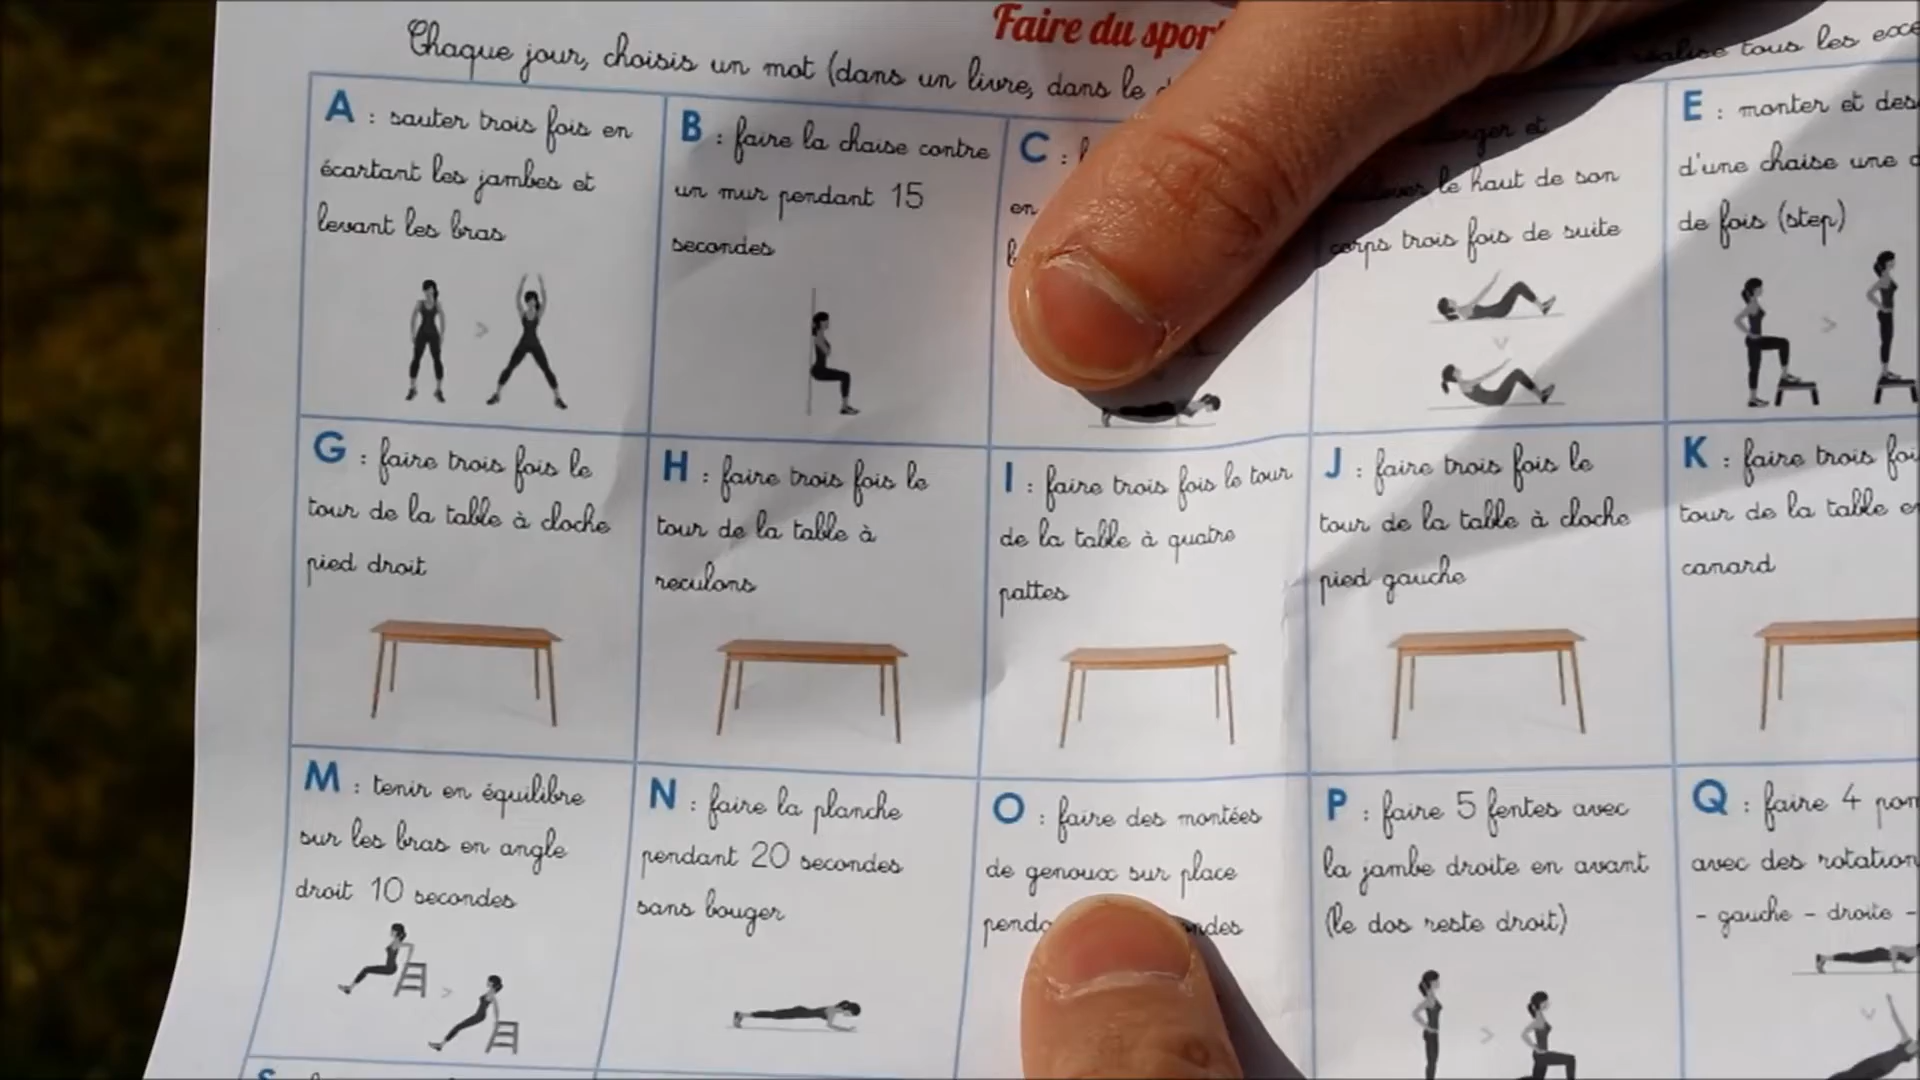 Faire du sport
Chaque jour, choisis un mot (dans un livre, dans le
réalise tous les
A : sauter trois fois en
écartant les jambes et
levant les bras
B : faire la chaise contre
un mur pendant 15
secondes
C :
en
et
le haut de son
corps trois fois de suite
E : monter et
d'une chaise une
de fois (step)
G : faire trois fois le
tour de la table à cloche
pied droit
H : faire trois fois le
tour de la table à
reculons
I : faire trois fois le tour
de la table à quatre
pattes
J : faire trois fois le
tour de la table à cloche
pied gauche
K : faire trois
tour de la table
canard
M : tenir en équilibre
sur les bras en angle
droit 10 secondes
N : faire la planche
pendant 20 secondes
sans bouger
O : faire des montées
de genoux sur place
P : faire 5 fentes avec
la jambe droite en avant
(le dos reste droit)
Q : faire 4
avec des
- gauche - droite -